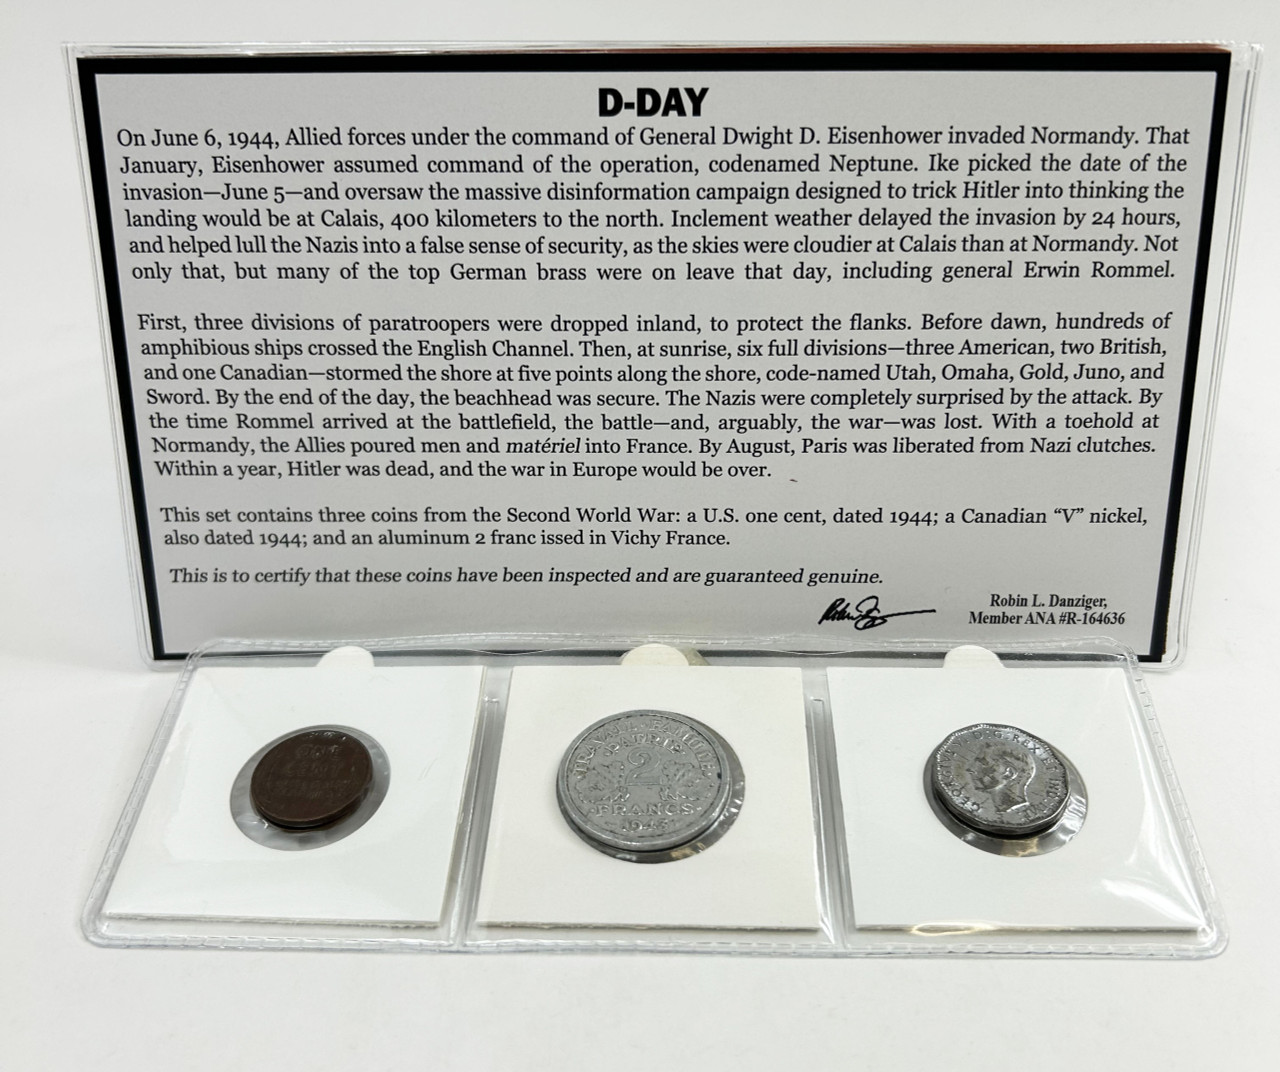 D-DAY
On June 6, 1944, Allied forces under the command of General Dwight D. Eisenhower invaded Normandy. That
January, Eisenhower assumed command of the operation, codenamed Neptune. Ike picked the date of the
invasion—June 5—and oversaw the massive disinformation campaign designed to trick Hitler into thinking the
landing would be at Calais, 400 kilometers to the north. Inclement weather delayed the invasion by 24 hours,
and helped lull the Nazis into a false sense of security, as the skies were cloudier at Calais than at Normandy. Not
only that, but many of the top German brass were on leave that day, including general Erwin Rommel.
First, three divisions of paratroopers were dropped inland, to protect the flanks. Before dawn, hundreds of
amphibious ships crossed the English Channel. Then, at sunrise, six full divisions—three American, two British,
and one Canadian—stormed the shore at five points along the shore, code-named Utah, Omaha, Gold, Juno, and
Sword. By the end of the day, the beachhead was secure. The Nazis were completely surprised by the attack. By
the time Rommel arrived at the battlefield, the battle—and, arguably, the war—was lost. With a toehold at
Normandy, the Allies poured men and matériel into France. By August, Paris was liberated from Nazi clutches.
Within a year, Hitler was dead, and the war in Europe would be over.
This set contains three coins from the Second World War: a U.S. one cent, dated 1944; a Canadian “V” nickel,
also dated 1944; and an aluminum 2 franc issed in Vichy France.
This is to certify that these coins have been inspected and are guaranteed genuine.
Robin L. Danziger,
Member ANA #R-164636
ONE
CENT
TRAVAIL FAMILLE
PATRIE
2
FRANCS
1943
GEORGIVS VI D:G:REX ET IND:IMP: